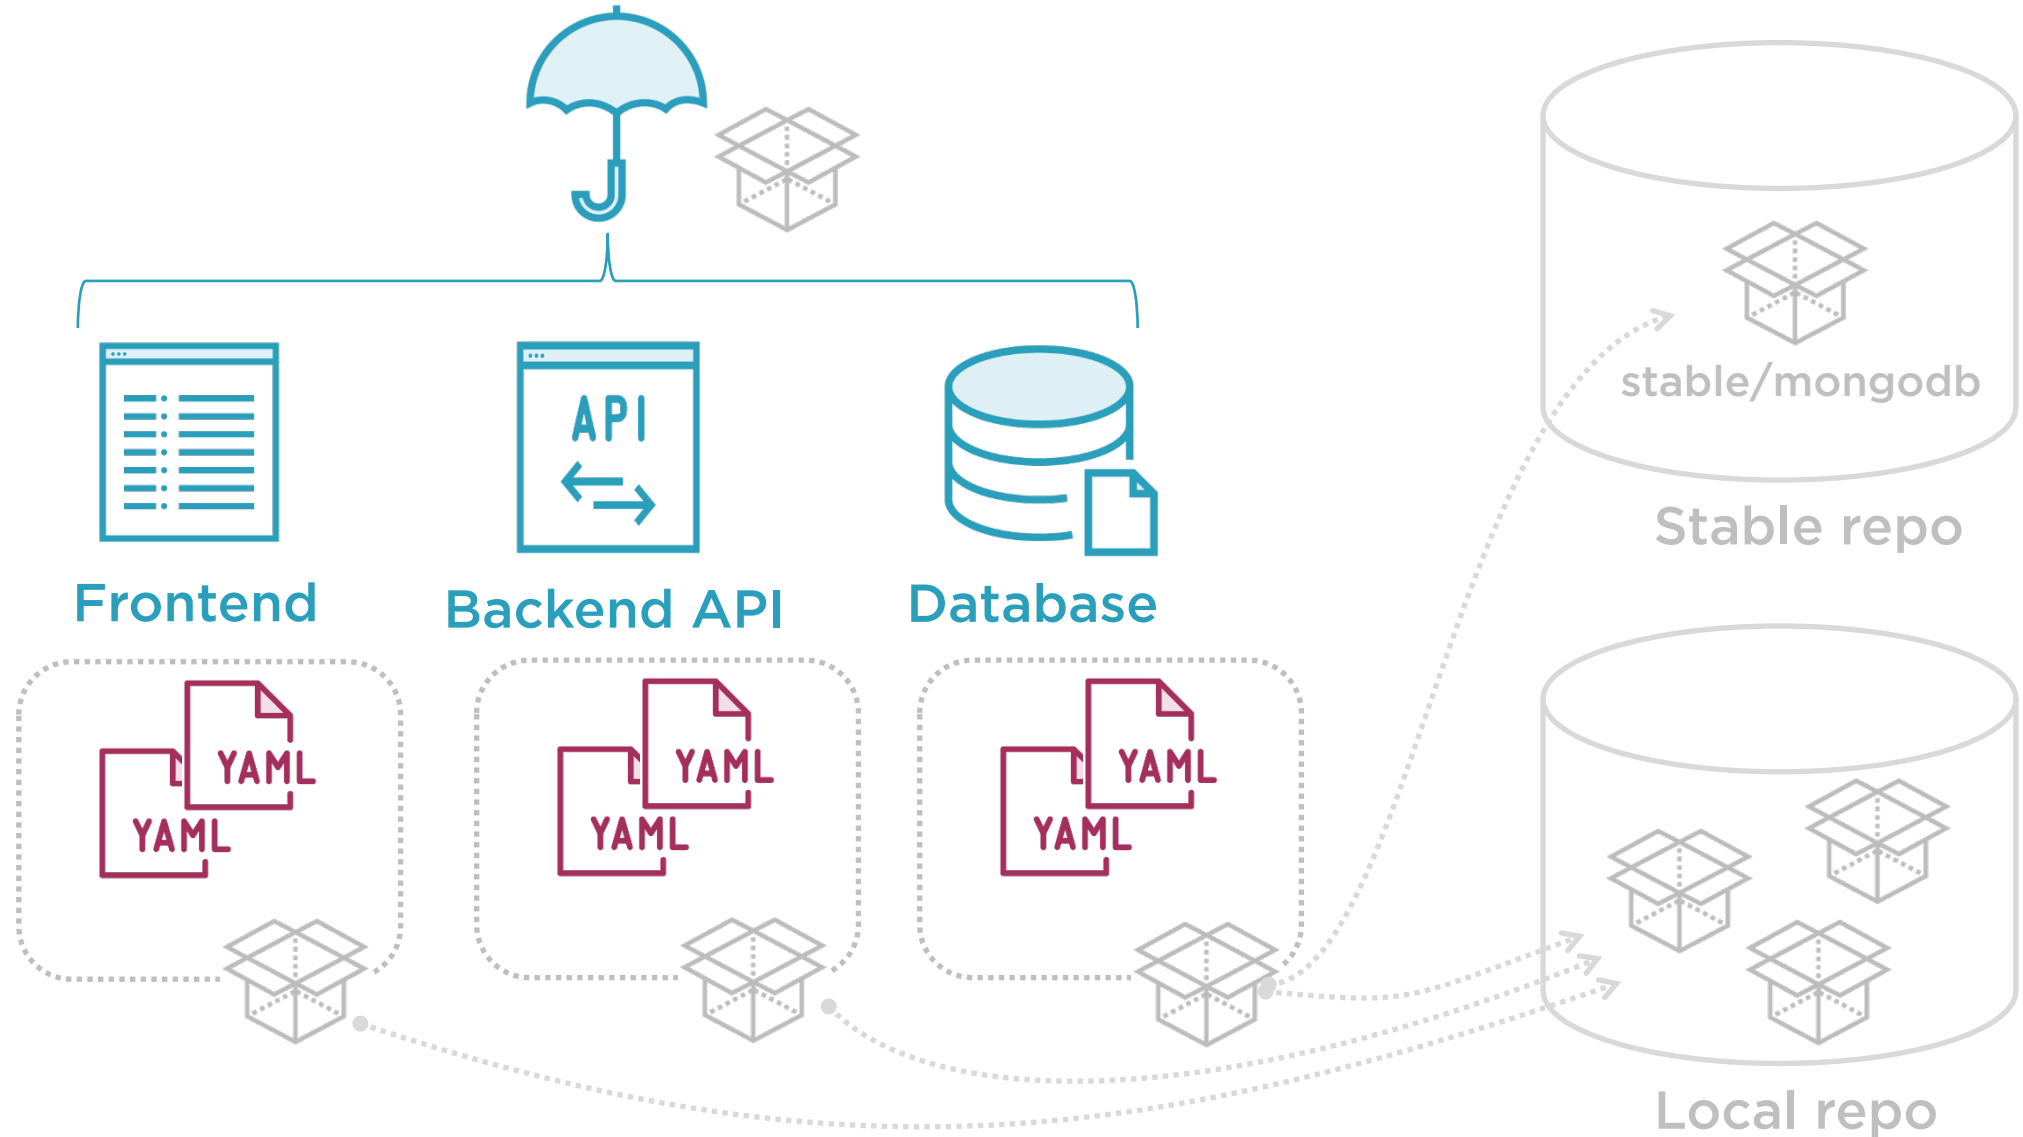 API
stable/mongodb
Stable repo
Frontend
Backend API
Database
YAML
YAML
YAML
YAML
YAML
YAML
Local repo